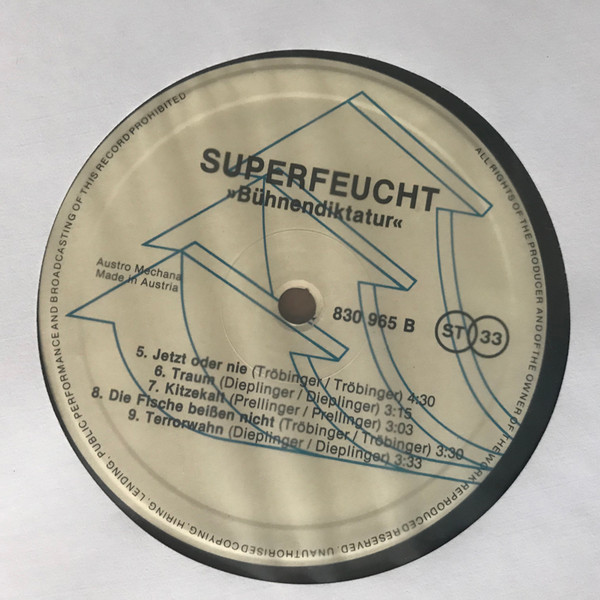 SUPERFEUCHT
»Bühnendiktatur«
Austro Mechana
Made in Austria
830 965 B
ST 33
5. Jetzt oder nie (Tröbinger / Tröbinger) 4:30
6. Traum (Dieplinger / Dieplinger) 3:15
7. Kitzekalt (Prellinger / Prellinger) 3:03
8. Die Fische beißen nicht (Tröbinger / Tröbinger) 3:30
9. Terrorwahn (Dieplinger / Dieplinger) 3:33
ALL RIGHTS OF THE PRODUCER AND OF THE OWNER OF THE WORK REPRODUCED RESERVED. UNAUTHORISED COPYING, HIRING, LENDING, PUBLIC PERFORMANCE AND BROADCASTING OF THIS RECORD PROHIBITED